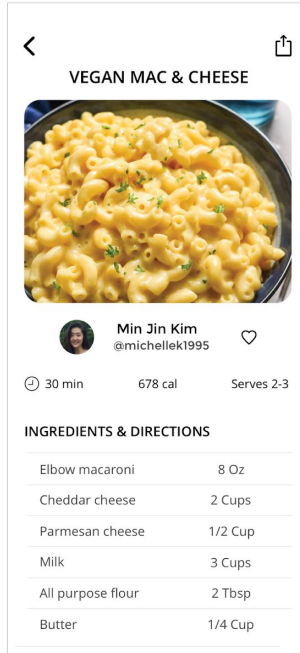 VEGAN MAC & CHEESE
Min Jin Kim
@michellek1995
30 min 678 cal Serves 2-3
INGREDIENTS & DIRECTIONS
Elbow macaroni 8 Oz
Cheddar cheese 2 Cups
Parmesan cheese 1/2 Cup
Milk 3 Cups
All purpose flour 2 Tbsp
Butter 1/4 Cup